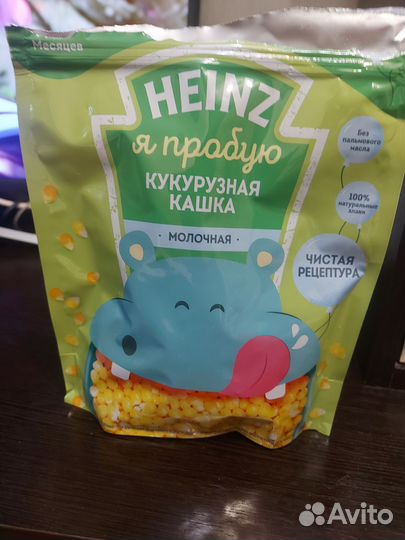 Месяцев
HEINZ
я пробую
КУКУРУЗНАЯ
КАШКА
МОЛОЧНАЯ
Без
пальмового
масла
100%
натуральные
злаки
ЧИСТАЯ
РЕЦЕПТУРА
Avito